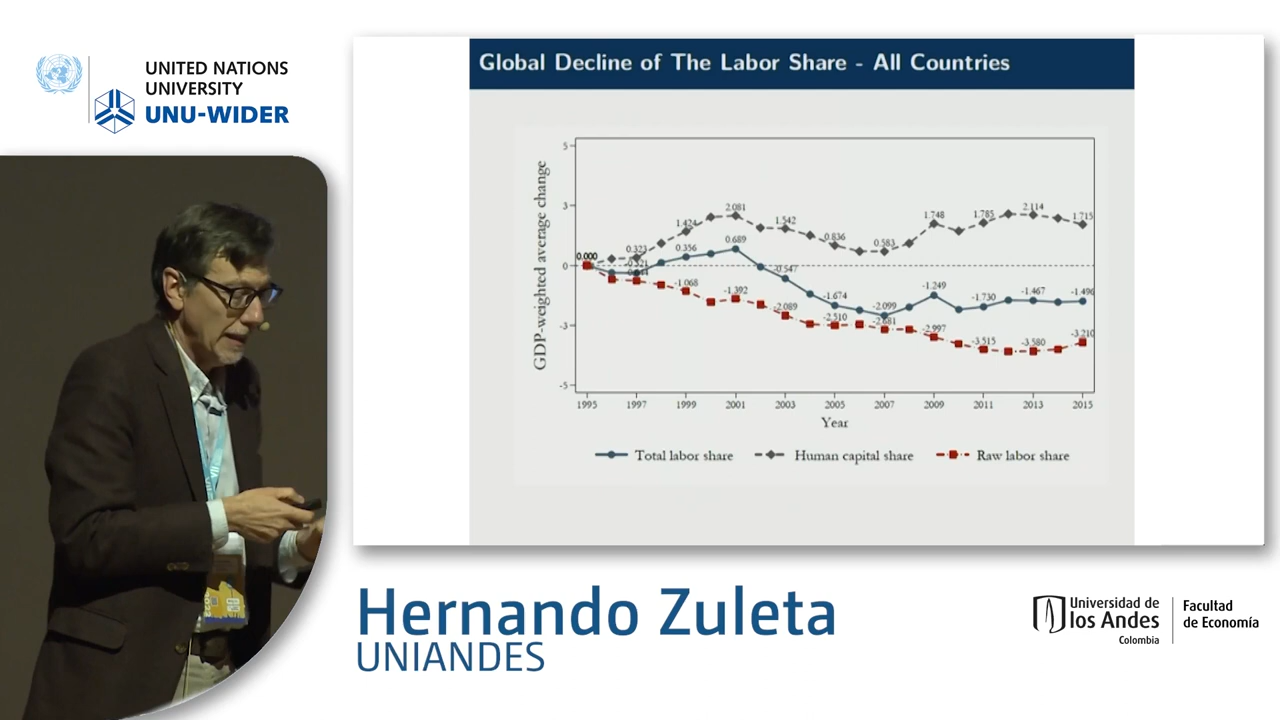 UNITED NATIONS
UNIVERSITY
UNU-WIDER
Global Decline of The Labor Share - All Countries
GDP-weighted average change
5
3
0
-3
-5
0.000
0.323
1.424
2.081
1.542
0.836
0.583
1.748
1.785
2.114
1.715
0.356
0.689
-0.547
-1.674
-2.099
-1.249
-1.730
-1.467
-1.496
-1.068
-1.392
-2.089
-2.510
-2.681
-2.997
-3.515
-3.580
-3.210
1995 1997 1999 2001 2003 2005 2007 2009 2011 2013 2015
Year
Total labor share Human capital share Raw labor share
Hernando Zuleta
UNIANDES
Universidad de
los Andes
Colombia
Facultad
de Economía